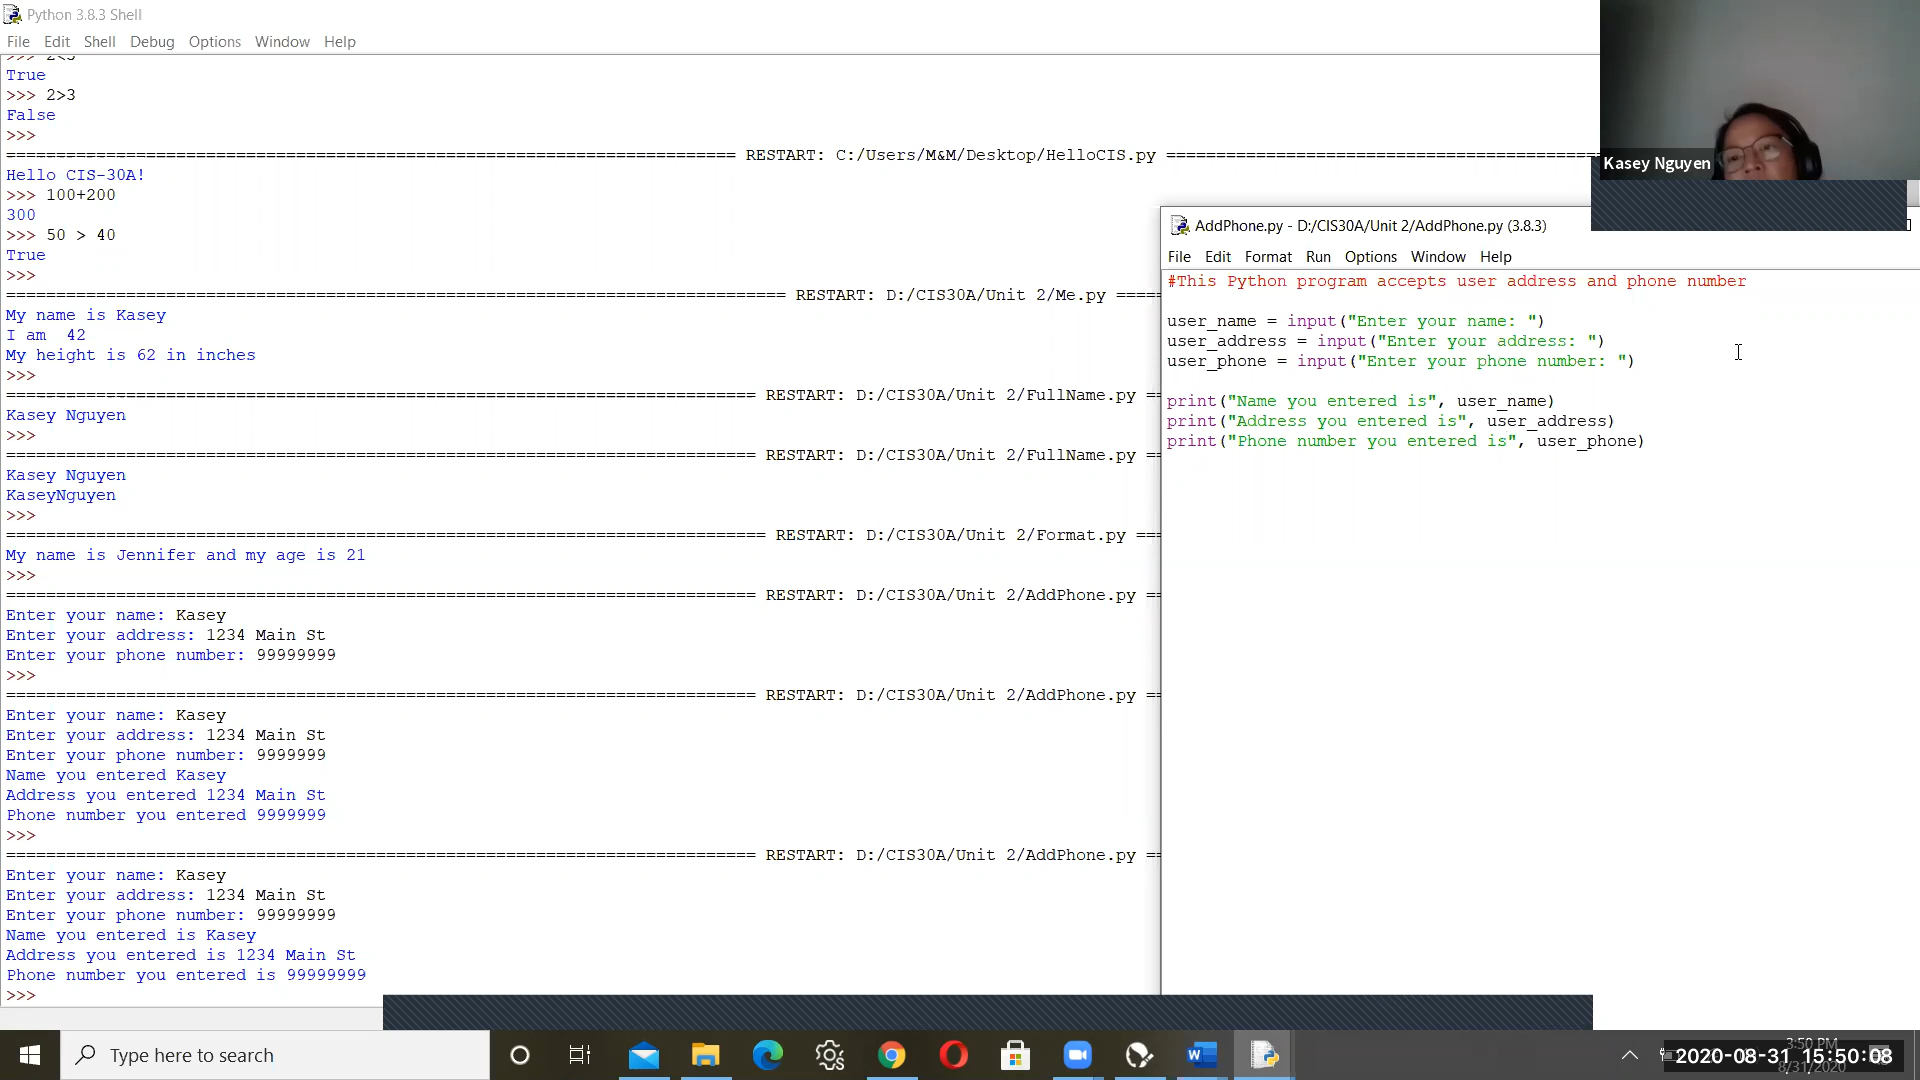 Python 3.8.3 Shell
File Edit Shell Debug Options Window Help
>>> 2<3
True
>>> 2>3
False
>>>
========================================================================= RESTART: C:/Users/M&M/Desktop/HelloCIS.py ===========================================
Hello CIS-30A!
>>> 100+200
300
>>> 50 > 40
True
>>>
============================================================================== RESTART: D:/CIS30A/Unit 2/Me.py =====
My name is Kasey
I am  42
My height is 62 in inches
>>>
=========================================================================== RESTART: D:/CIS30A/Unit 2/FullName.py ==
Kasey Nguyen
>>>
=========================================================================== RESTART: D:/CIS30A/Unit 2/FullName.py ==
Kasey Nguyen
KaseyNguyen
>>>
============================================================================ RESTART: D:/CIS30A/Unit 2/Format.py ===
My name is Jennifer and my age is 21
>>>
=========================================================================== RESTART: D:/CIS30A/Unit 2/AddPhone.py ==
Enter your name: Kasey
Enter your address: 1234 Main St
Enter your phone number: 99999999
>>>
=========================================================================== RESTART: D:/CIS30A/Unit 2/AddPhone.py ==
Enter your name: Kasey
Enter your address: 1234 Main St
Enter your phone number: 9999999
Name you entered Kasey
Address you entered 1234 Main St
Phone number you entered 9999999
>>>
=========================================================================== RESTART: D:/CIS30A/Unit 2/AddPhone.py ==
Enter your name: Kasey
Enter your address: 1234 Main St
Enter your phone number: 99999999
Name you entered is Kasey
Address you entered is 1234 Main St
Phone number you entered is 99999999
>>>
Kasey Nguyen
AddPhone.py - D:/CIS30A/Unit 2/AddPhone.py (3.8.3)
File Edit Format Run Options Window Help
#This Python program accepts user address and phone number
user_name = input("Enter your name: ")
user_address = input("Enter your address: ")
user_phone = input("Enter your phone number: ")
print("Name you entered is", user_name)
print("Address you entered is", user_address)
print("Phone number you entered is", user_phone)
Type here to search
3:50 PM
2020-08-31 15:50:08
8/31/2020